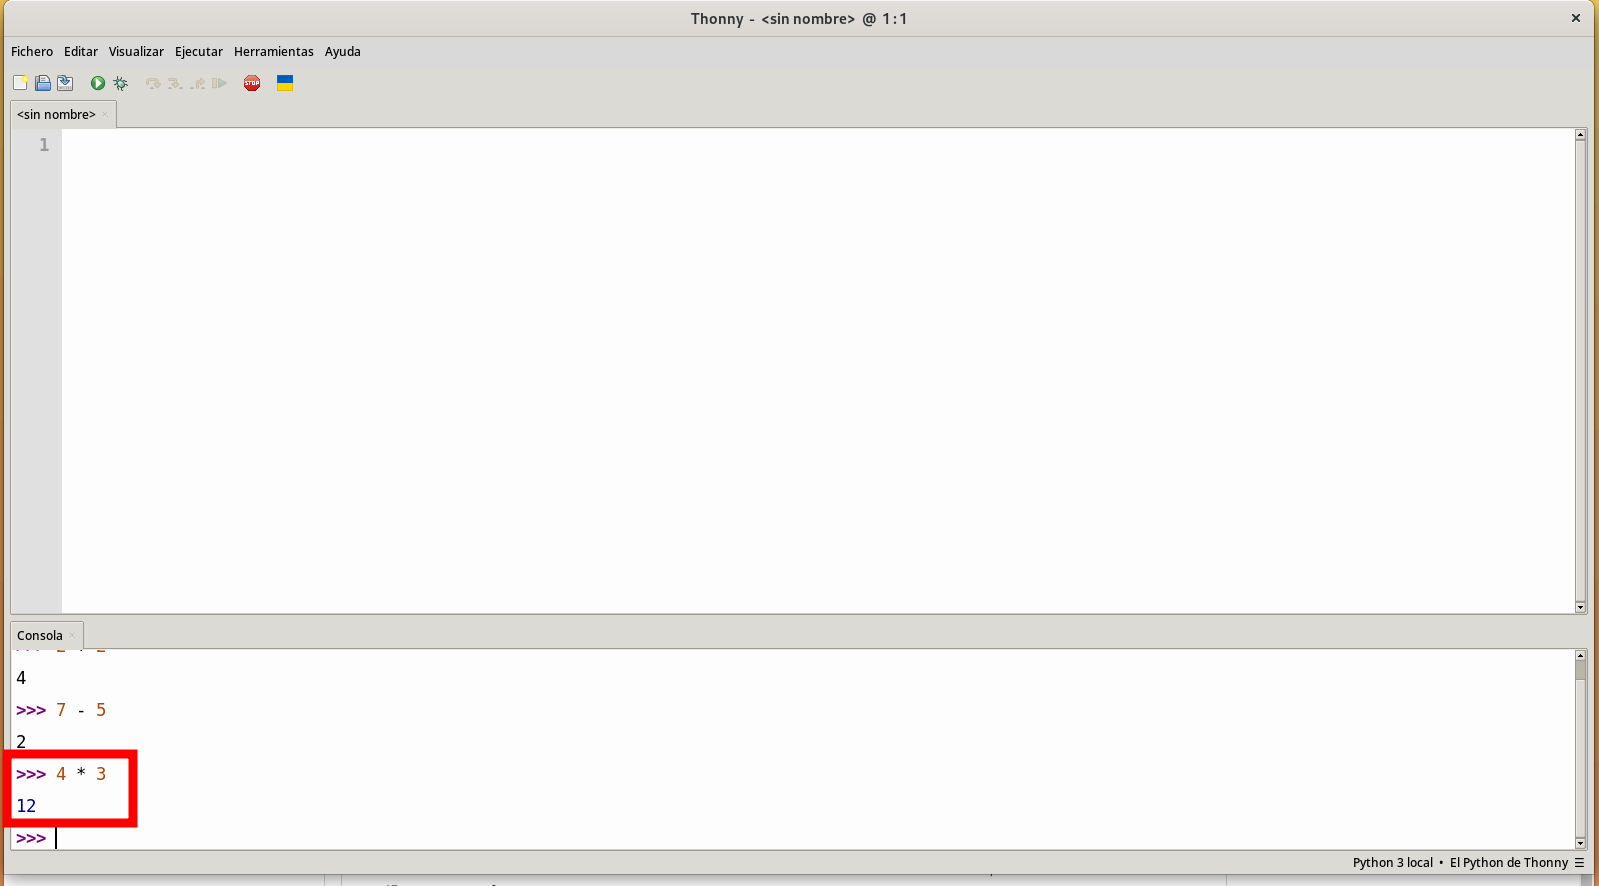 Thonny - <sin nombre> @ 1:1
Fichero Editar Visualizar Ejecutar Herramientas Ayuda
STOP
<sin nombre>
1
Consola
4
>>> 7 - 5
2
>>> 4 * 3
12
>>>
Python 3 local • El Python de Thonny